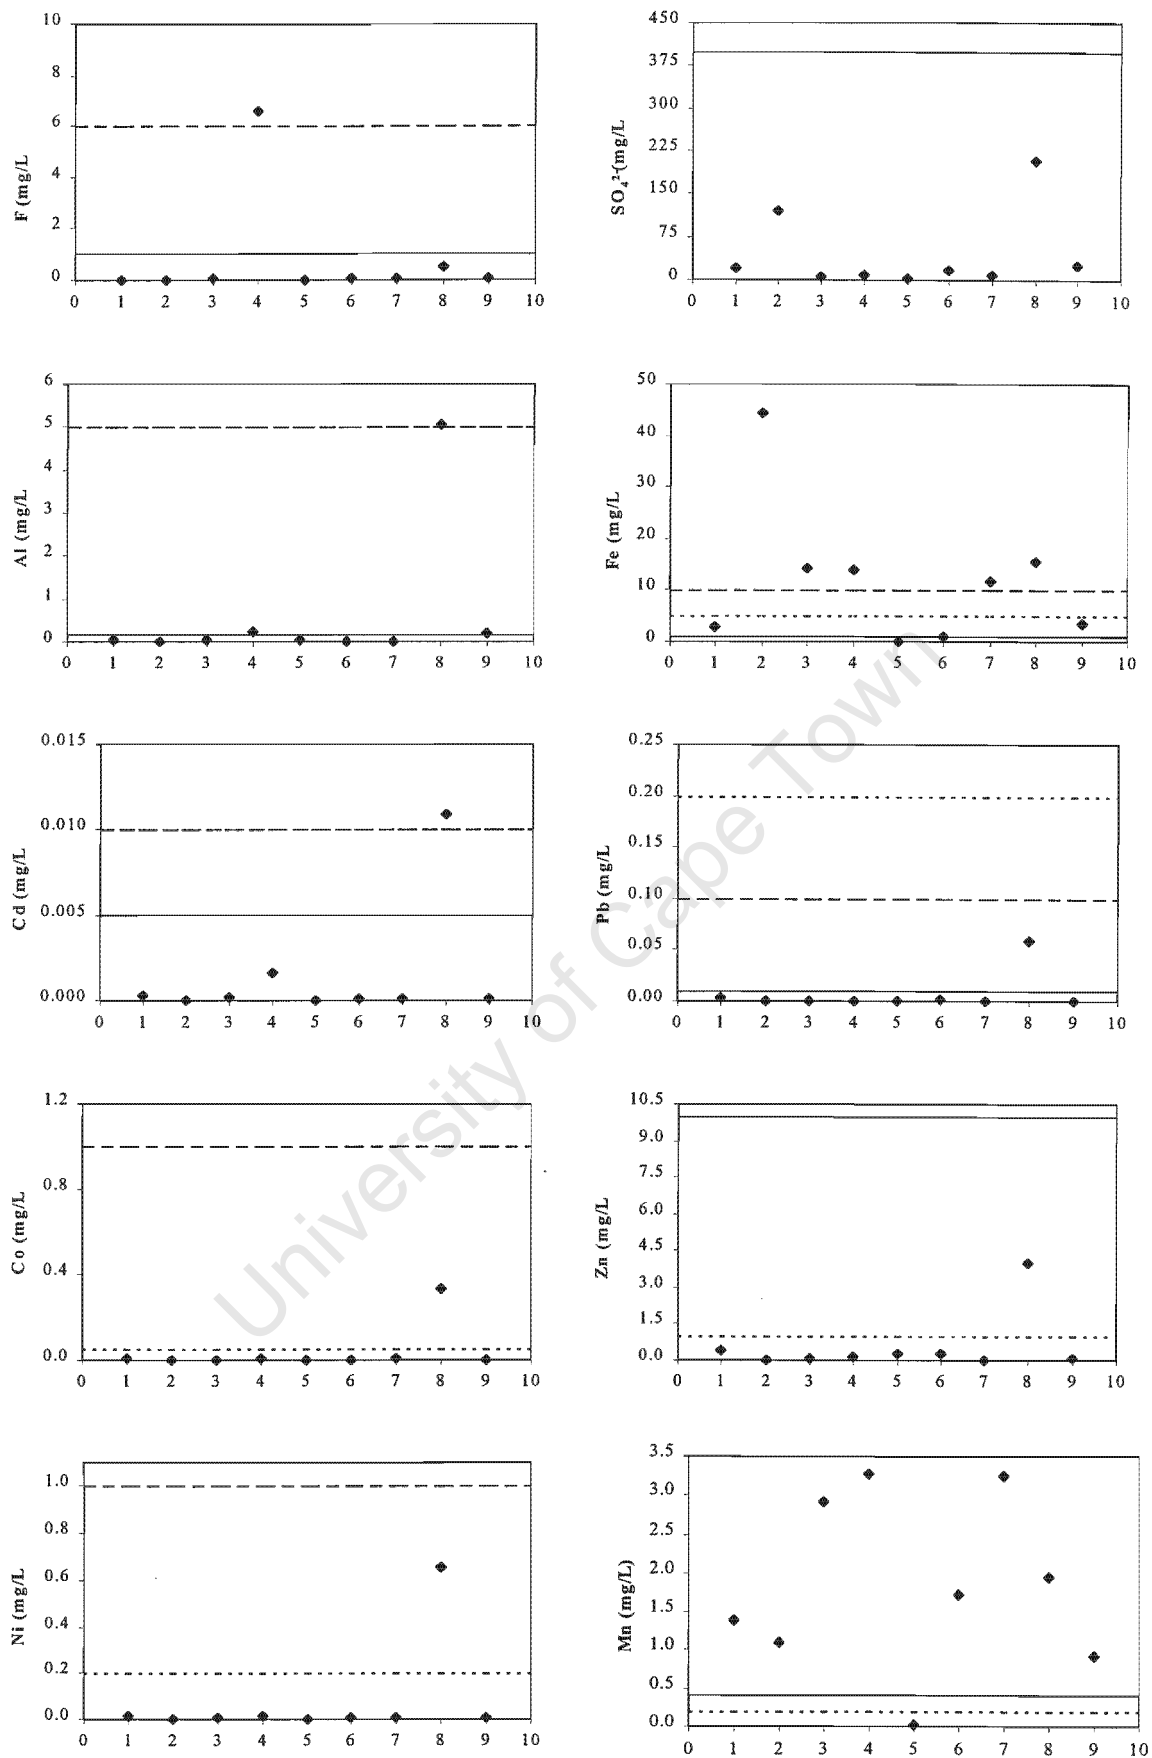 F (mg/L
10
8
6
4
2
0
0 1 2 3 4 5 6 7 8 9 10
SO₄²⁻(mg/L)
450
375
300
225
150
75
0
0 1 2 3 4 5 6 7 8 9 10
Al (mg/L
6
5
4
3
2
1
0
0 1 2 3 4 5 6 7 8 9 10
Fe (mg/L
50
40
30
20
10
0
0 1 2 3 4 5 6 7 8 9 10
Cd (mg/L
0.015
0.010
0.005
0.000
0 1 2 3 4 5 6 7 8 9 10
Pb (mg/L
0.25
0.20
0.15
0.10
0.05
0.00
0 1 2 3 4 5 6 7 8 9 10
Co (mg/L
1.2
0.8
0.4
0.0
0 1 2 3 4 5 6 7 8 9 10
Zn (mg/L
10.5
9.0
7.5
6.0
4.5
3.0
1.5
0.0
0 1 2 3 4 5 6 7 8 9 10
Ni (mg/L
1.0
0.8
0.6
0.4
0.2
0.0
0 1 2 3 4 5 6 7 8 9 10
Mn (mg/L)
3.5
3.0
2.5
2.0
1.5
1.0
0.5
0.0
0 1 2 3 4 5 6 7 8 9 10
University of Cape Town